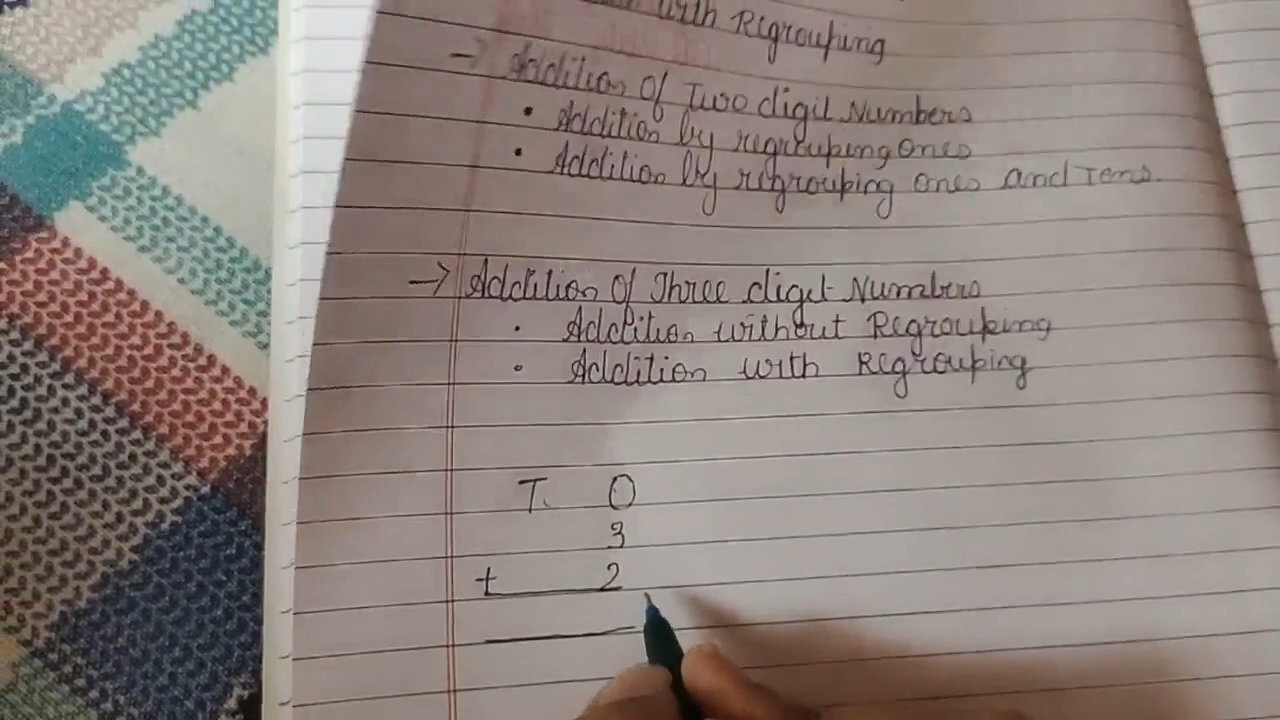 with Regrouping
→ Addition of Two digit Numbers
• Addition by regrouping ones
• Addition by regrouping ones and Tens.
→ Addition of Three digit Numbers
• Addition without Regrouping
• Addition with Regrouping
T. O
3
+ 2